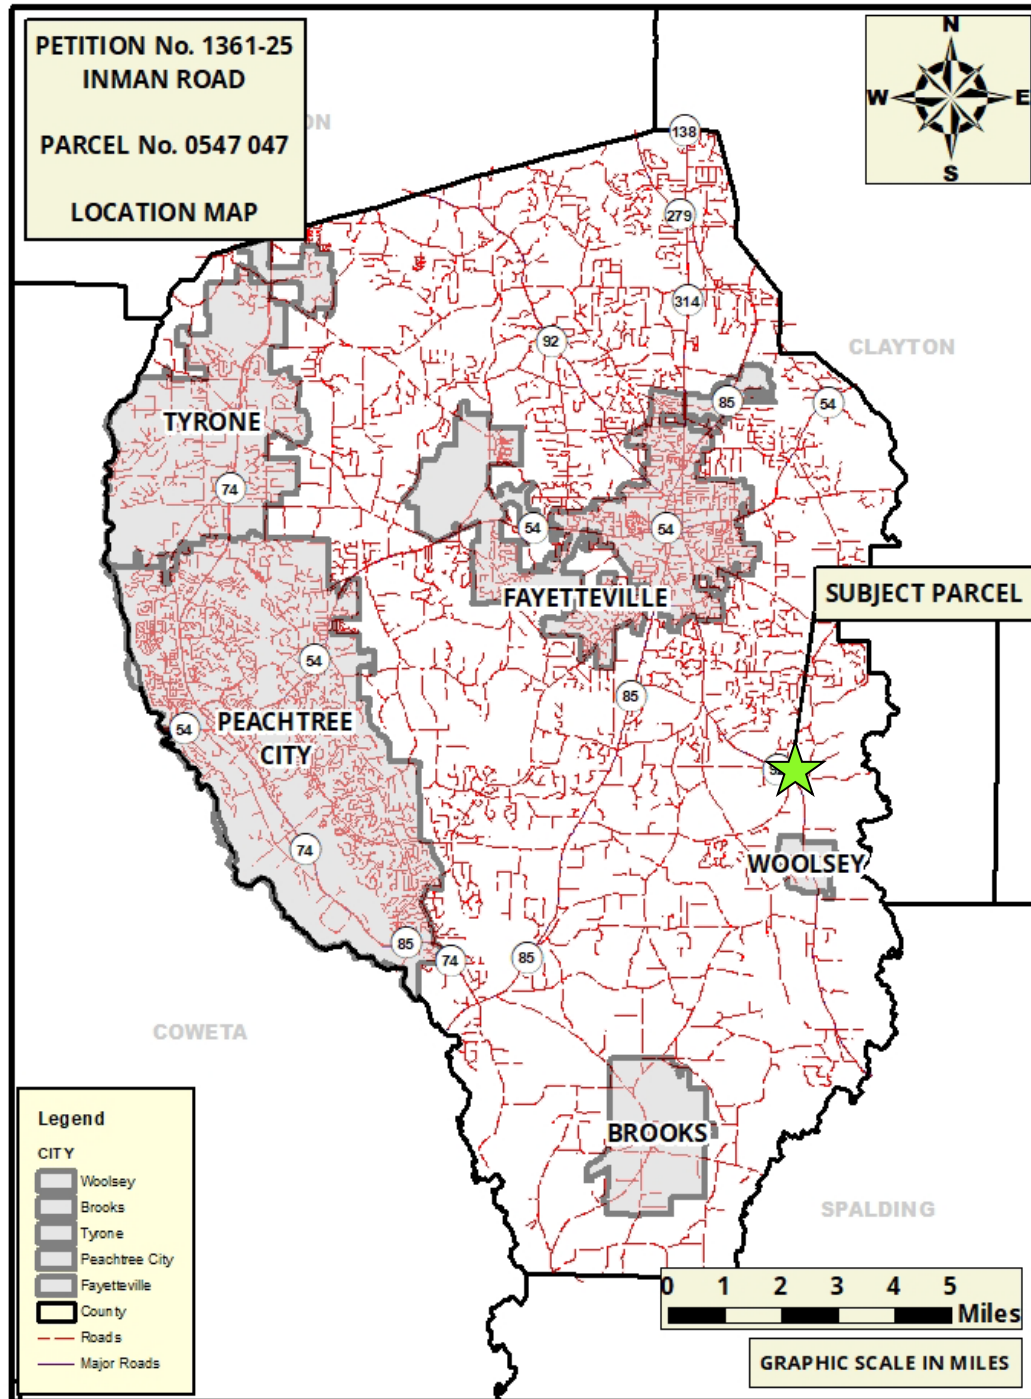 PETITION No. 1361-25
INMAN ROAD
PARCEL No. 0547 047
LOCATION MAP
N
W
E
S
138
279
314
92
CLAYTON
85
54
TYRONE
74
54
54
SUBJECT PARCEL
FAYETTEVILLE
54
85
54
PEACHTREE
CITY
74
WOOLSEY
85
74
85
COWETA
BROOKS
SPALDING
Legend
CITY
Woolsey
Brooks
Tyrone
Peachtree City
Fayetteville
County
Roads
Major Roads
0 1 2 3 4 5
Miles
GRAPHIC SCALE IN MILES